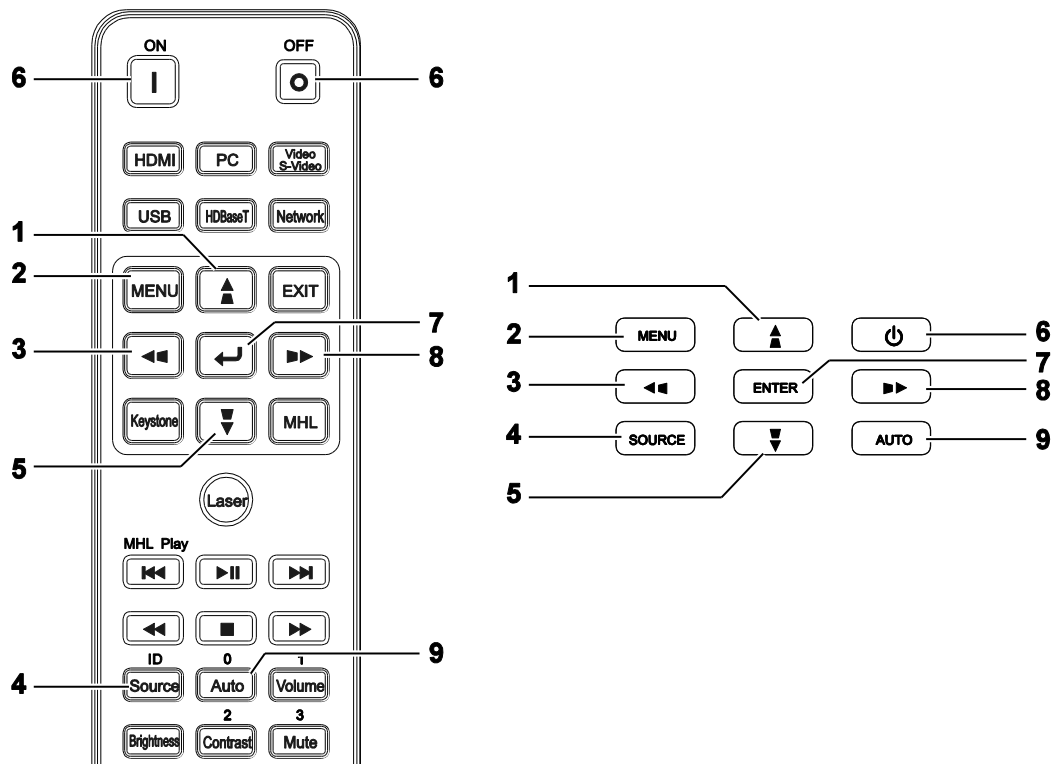 ON OFF
6 6
HDMI PC Video
S-Video
USB HDBaseT Network
1
2 MENU EXIT
3 7
8
Keystone MHL
5
Laser
MHL Play
ID 0 1
9
4 Source Auto Volume
2 3
Brightness Contrast Mute
1
2 MENU 6
7
3 ENTER 8
4 SOURCE AUTO 9
5